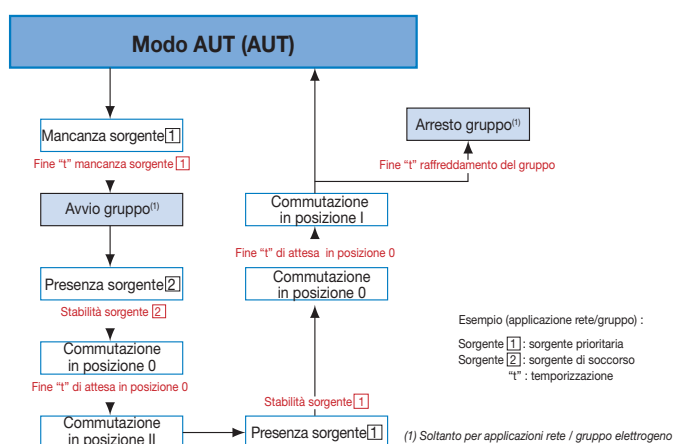 Modo AUT (AUT)
Mancanza sorgente 1
Fine “t” mancanza sorgente 1
Avvio gruppo(1)
Presenza sorgente 2
Stabilità sorgente 2
Commutazione
in posizione 0
Fine “t” di attesa in posizione 0
Commutazione
in posizione II
Presenza sorgente 1
Stabilità sorgente 1
Commutazione
in posizione 0
Fine “t” di attesa in posizione 0
Commutazione
in posizione I
Fine “t” raffreddamento del gruppo
Arresto gruppo(1)
Esempio (applicazione rete/gruppo) :
Sorgente 1 : sorgente prioritaria
Sorgente 2 : sorgente di soccorso
“t” : temporizzazione
(1) Soltanto per applicazioni rete / gruppo elettrogeno